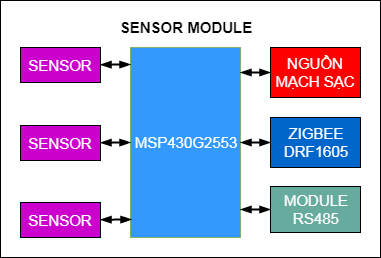 SENSOR MODULE
SENSOR
SENSOR
SENSOR
MSP430G2553
NGUỒN
MẠCH SẠC
ZIGBEE
DRF1605
MODULE
RS485